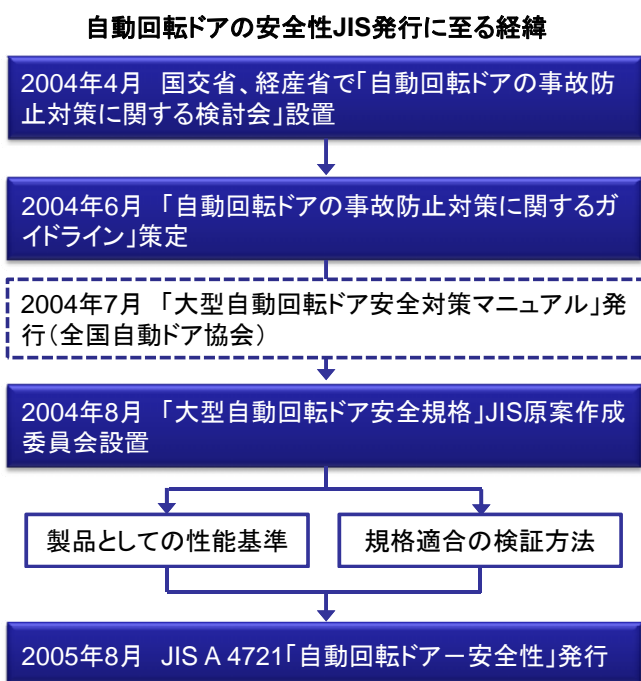 自動回転ドアの安全性JIS発行に至る経緯
2004年4月 国交省、経産省で「自動回転ドアの事故防
止対策に関する検討会」設置
2004年6月 「自動回転ドアの事故防止対策に関するガ
イドライン」策定
2004年7月 「大型自動回転ドア安全対策マニュアル」発
行(全国自動ドア協会)
2004年8月 「大型自動回転ドア安全規格」JIS原案作成
委員会設置
製品としての性能基準
規格適合の検証方法
2005年8月 JIS A 4721「自動回転ドアー安全性」発行